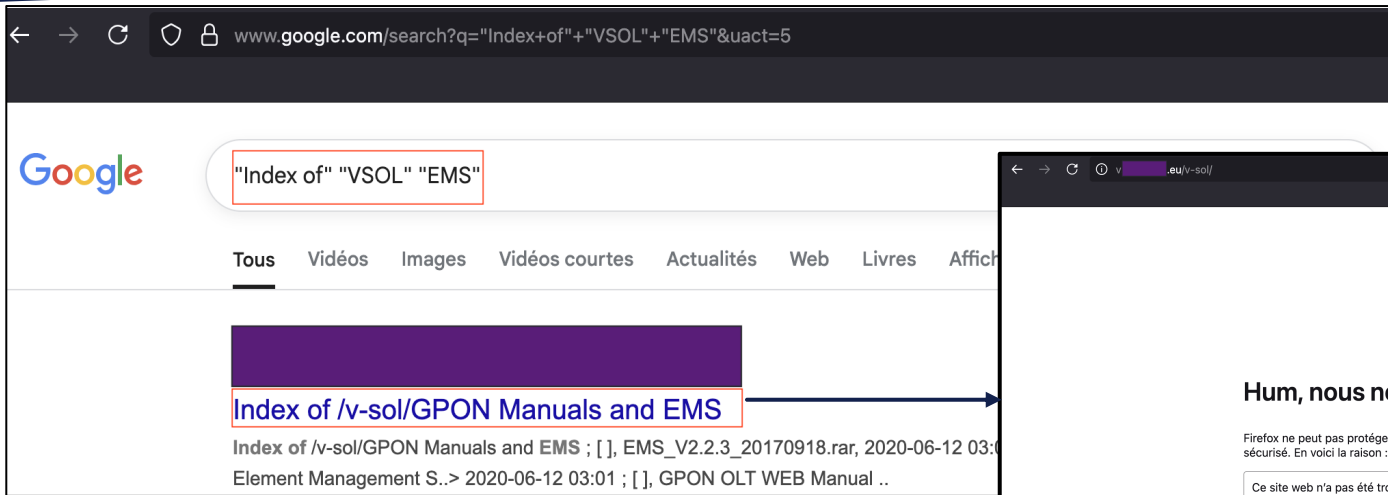 www.google.com/search?q="Index+of"+"VSOL"+"EMS"&uact=5
Google
"Index of" "VSOL" "EMS"
Tous Vidéos Images Vidéos courtes Actualités Web Livres Affich
Index of /v-sol/GPON Manuals and EMS
Index of /v-sol/GPON Manuals and EMS ; [ ], EMS_V2.2.3_20170918.rar, 2020-06-12 03:0
Element Management S..> 2020-06-12 03:01 ; [ ], GPON OLT WEB Manual ..
v .eu/v-sol/
Hum, nous n
Firefox ne peut pas protége
sécurisé. En voici la raison :
Ce site web n'a pas été tro